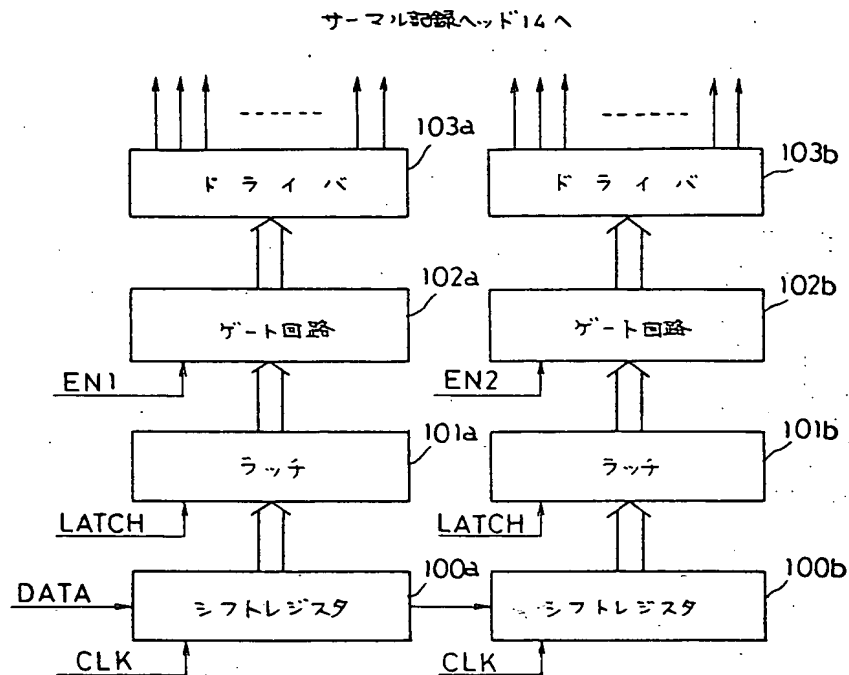 サーマル記録ヘッド14へ
103a
103b
ドライバ
ドライバ
102a
102b
ゲート回路
ゲート回路
EN1
EN2
101a
101b
ラッチ
ラッチ
LATCH
LATCH
100a
100b
DATA
シフトレジスタ
シフトレジスタ
CLK
CLK